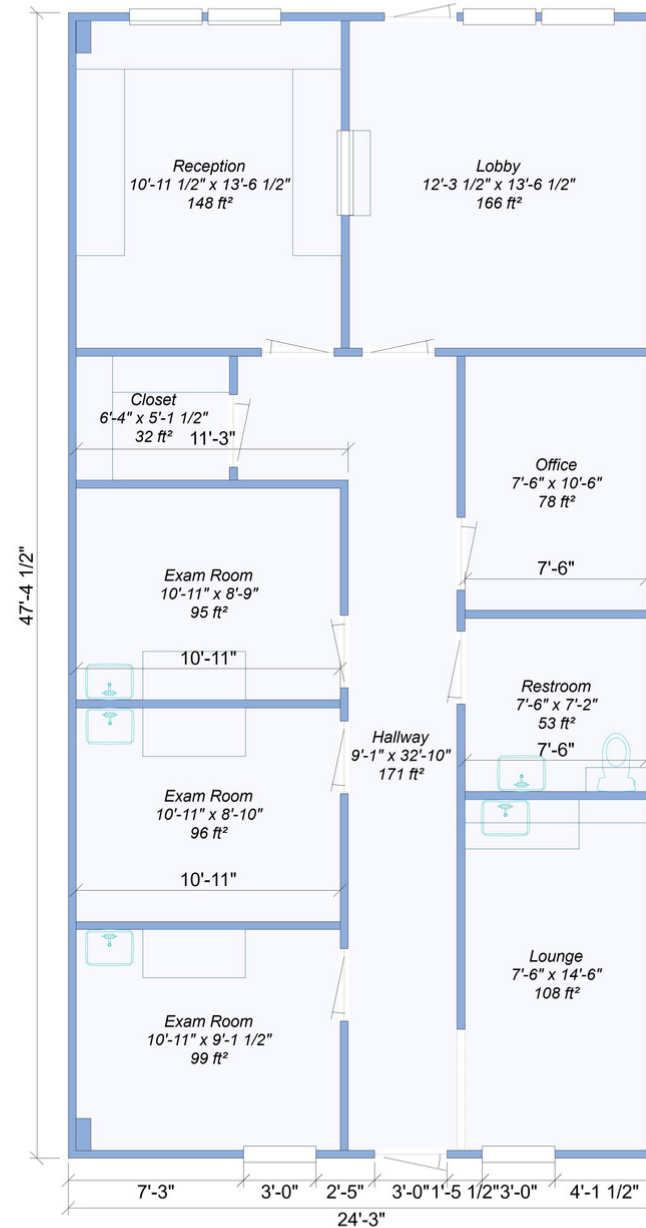 Reception
10'-11 1/2" x 13'-6 1/2"
148 ft²
Lobby
12'-3 1/2" x 13'-6 1/2"
166 ft²
Closet
6'-4" x 5'-1 1/2"
32 ft²
11'-3"
Office
7'-6" x 10'-6"
78 ft²
7'-6"
47'-4 1/2"
Exam Room
10'-11" x 8'-9"
95 ft²
10'-11"
Restroom
7'-6" x 7'-2"
53 ft²
7'-6"
Hallway
9'-1" x 32'-10"
171 ft²
Exam Room
10'-11" x 8'-10"
96 ft²
10'-11"
Lounge
7'-6" x 14'-6"
108 ft²
Exam Room
10'-11" x 9'-1 1/2"
99 ft²
7'-3" 3'-0" 2'-5" 3'-0" 1'-5 1/2" 3'-0" 4'-1 1/2"
24'-3"